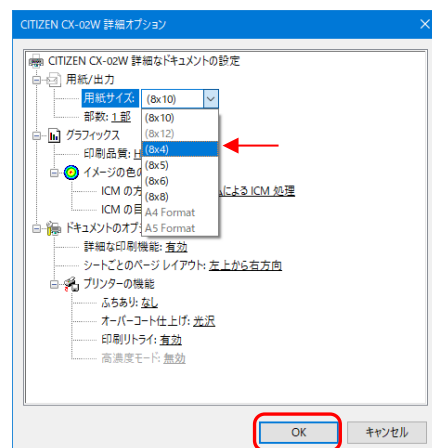 CITIZEN CX-02W 詳細オプション
CITIZEN CX-02W 詳細なドキュメントの設定
用紙/出力
用紙サイズ: (8x10)
部数: 1 部
(8x10)
(8x12)
グラフィックス
(8x4)
印刷品質: H
(8x5)
イメージの色の
(8x6)
ICM の方
による ICM 処理
(8x8)
ICM の目
A4 Format
ドキュメントのオプ
A5 Format
詳細な印刷機能: 有効
シートごとのページ レイアウト: 左上から右方向
プリンターの機能
ふちあり: なし
オーバーコート仕上げ: 光沢
印刷リトライ: 有効
高濃度モード: 無効
OK
キャンセル